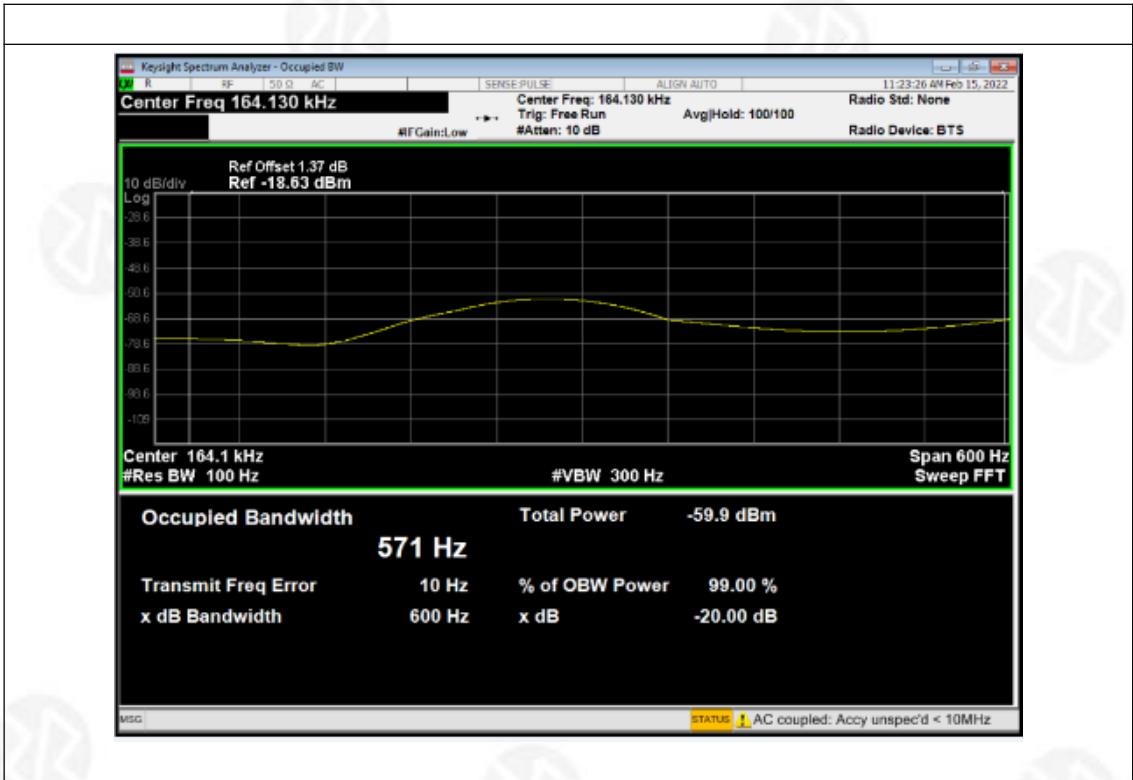 Keysight Spectrum Analyzer - Occupied BW
R RF 50 Ω AC SENSE:PULSE ALIGN AUTO 11:23:26 AM Feb 15, 2022
Center Freq 164.130 kHz Center Freq: 164.130 kHz Radio Std: None
Trig: Free Run Avg|Hold: 100/100
#IFGain:Low #Atten: 10 dB Radio Device: BTS
Ref Offset 1.37 dB
10 dB/div Ref -18.63 dBm
Log
-28.6
-38.6
-48.6
-58.6
-68.6
-78.6
-88.6
-98.6
-109
Center 164.1 kHz Span 600 Hz
#Res BW 100 Hz #VBW 300 Hz Sweep FFT
Occupied Bandwidth Total Power -59.9 dBm
571 Hz
Transmit Freq Error 10 Hz % of OBW Power 99.00 %
x dB Bandwidth 600 Hz x dB -20.00 dB
MSG STATUS AC coupled: Accy unspec'd < 10MHz